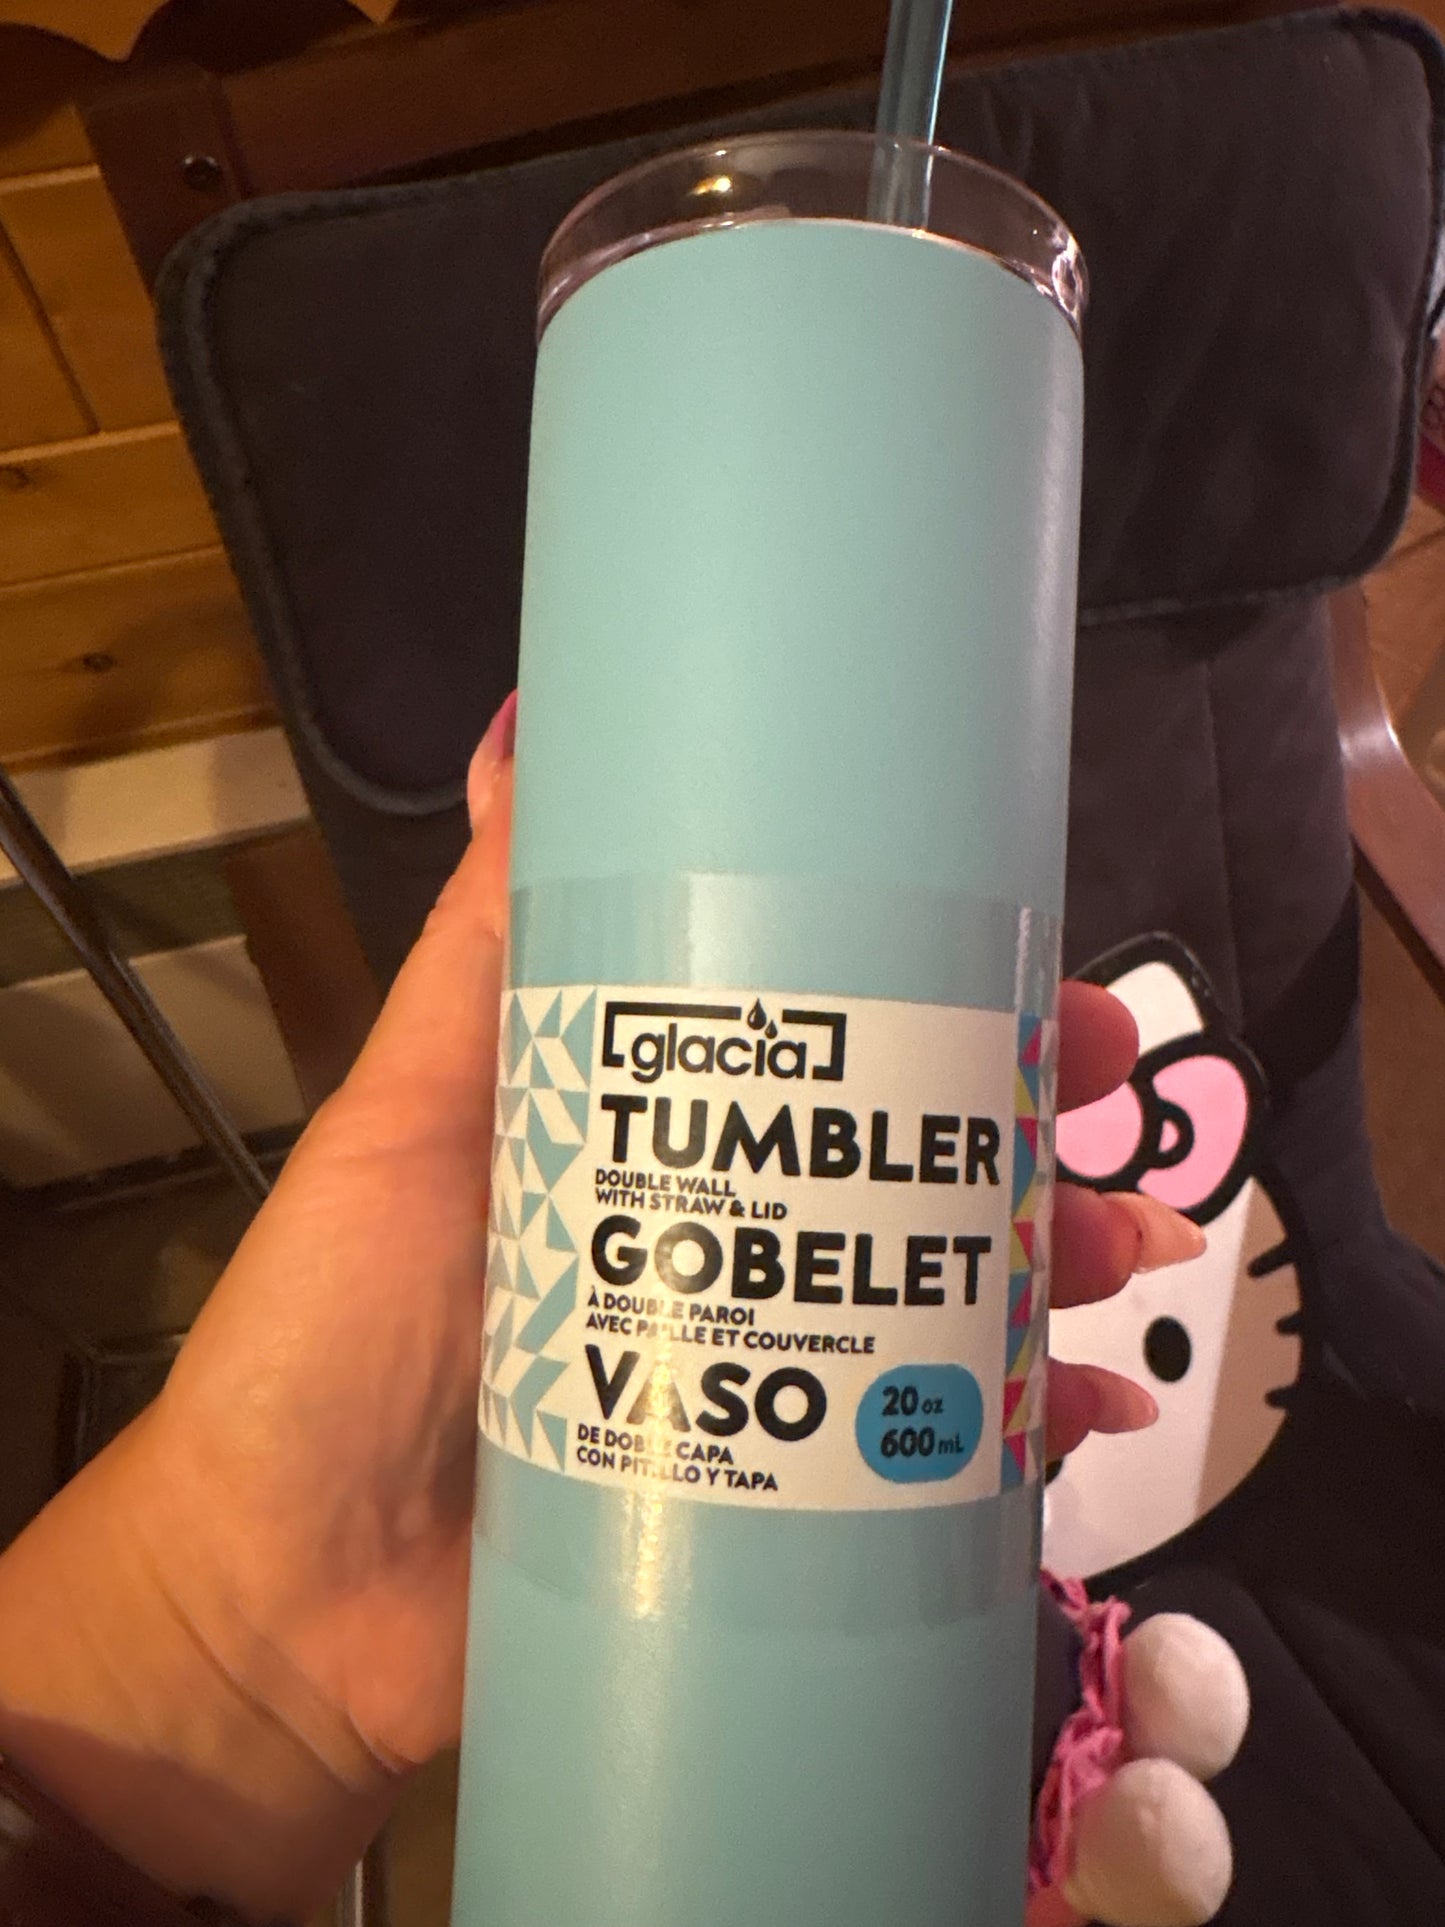 glacia
TUMBLER
DOUBLE WALL
WITH STRAW & LID
GOBELET
À DOUBLE PAROI
AVEC PAILLE ET COUVERCLE
VASO
DE DOBLE CAPA
CON PITILLO Y TAPA
20 oz
600 mL